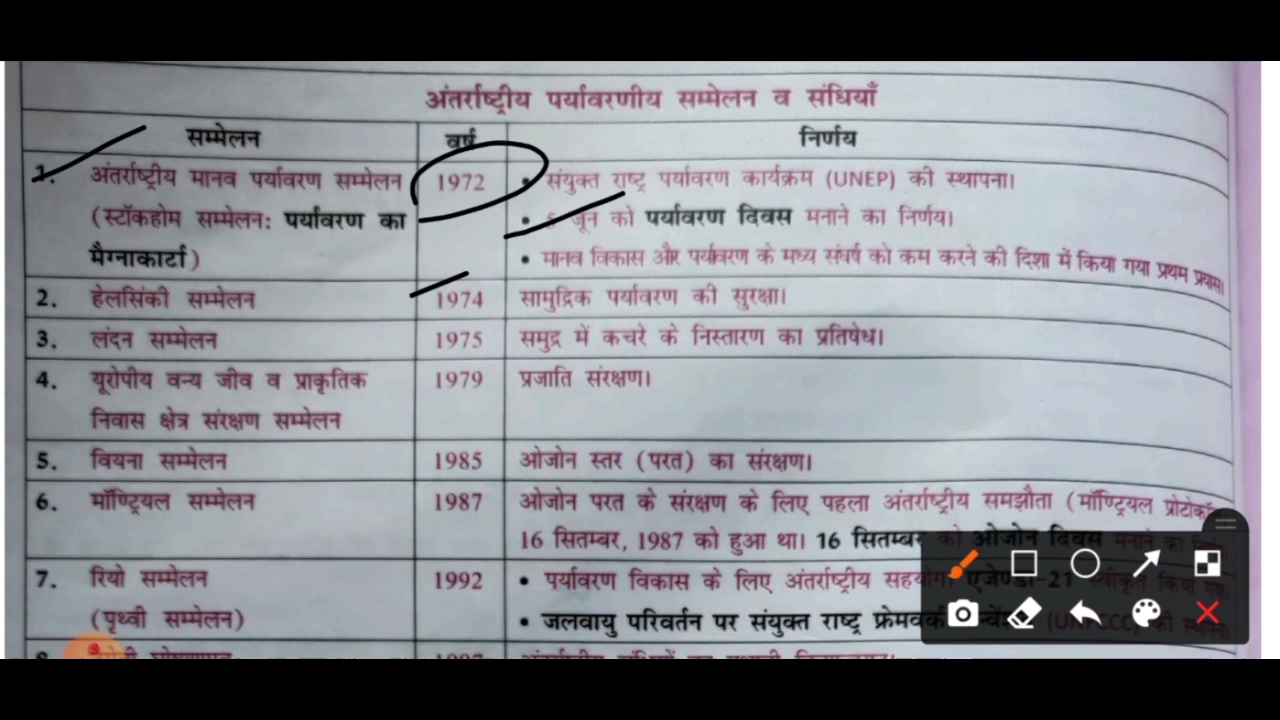 अंतर्राष्ट्रीय पर्यावरणीय सम्मेलन व संधियाँ
सम्मेलन वर्ष निर्णय
1. अंतर्राष्ट्रीय मानव पर्यावरण सम्मेलन 1972 • संयुक्त राष्ट्र पर्यावरण कार्यक्रम (UNEP) की स्थापना।
(स्टॉकहोम सम्मेलन: पर्यावरण का • 5 जून को पर्यावरण दिवस मनाने का निर्णय।
मैग्नाकार्टा) • मानव विकास और पर्यावरण के मध्य संघर्ष को कम करने की दिशा में किया गया प्रथम प्रयास।
2. हेलसिंकी सम्मेलन 1974 सामुद्रिक पर्यावरण की सुरक्षा।
3. लंदन सम्मेलन 1975 समुद्र में कचरे के निस्तारण का प्रतिषेध।
4. यूरोपीय वन्य जीव व प्राकृतिक 1979 प्रजाति संरक्षण।
निवास क्षेत्र संरक्षण सम्मेलन
5. वियना सम्मेलन 1985 ओजोन स्तर (परत) का संरक्षण।
6. मॉण्ट्रियल सम्मेलन 1987 ओजोन परत के संरक्षण के लिए पहला अंतर्राष्ट्रीय समझौता (मॉण्ट्रियल
16 सितम्बर, 1987 को हुआ था। 16 सितम्बर को ओजोन दिवस मनाने का
7. रियो सम्मेलन 1992 • पर्यावरण विकास के लिए अंतर्राष्ट्रीय सहयोग। एजेण्डा-21 स्वीकृत किया
(पृथ्वी सम्मेलन) • जलवायु परिवर्तन पर संयुक्त राष्ट्र (UNFCCC) की